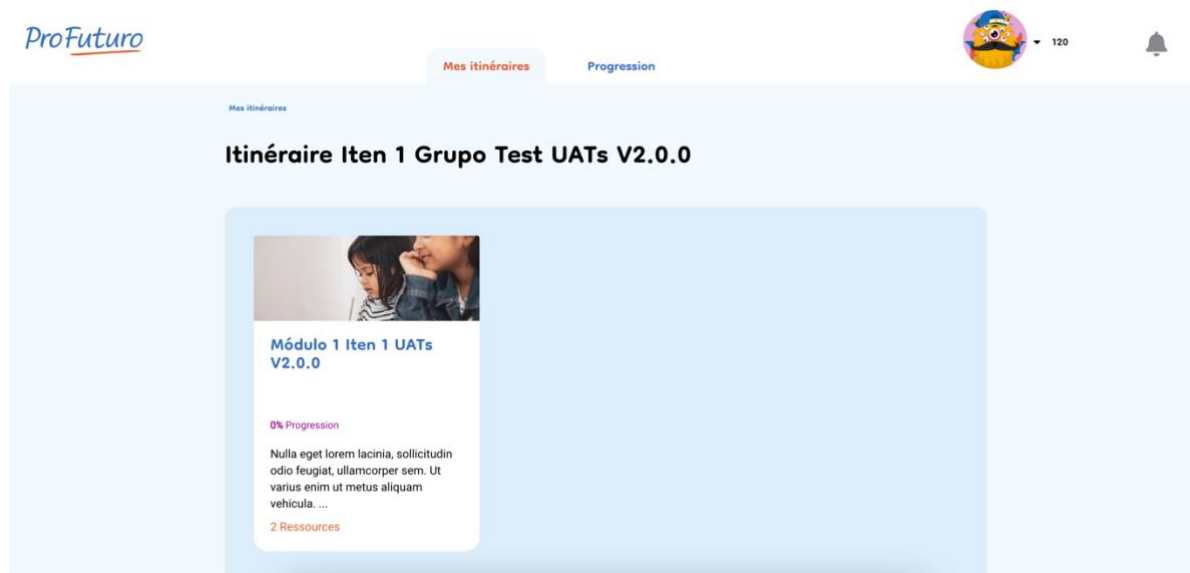 ProFuturo
Mes itinéraires
Progression
120
Mes itinéraires
Itinéraire Iten 1 Grupo Test UATs V2.0.0
Módulo 1 Iten 1 UATs
V2.0.0
0% Progression
Nulla eget lorem lacinia, sollicitudin
odio feugiat, ullamcorper sem. Ut
varius enim ut metus aliquam
vehicula. ...
2 Ressources